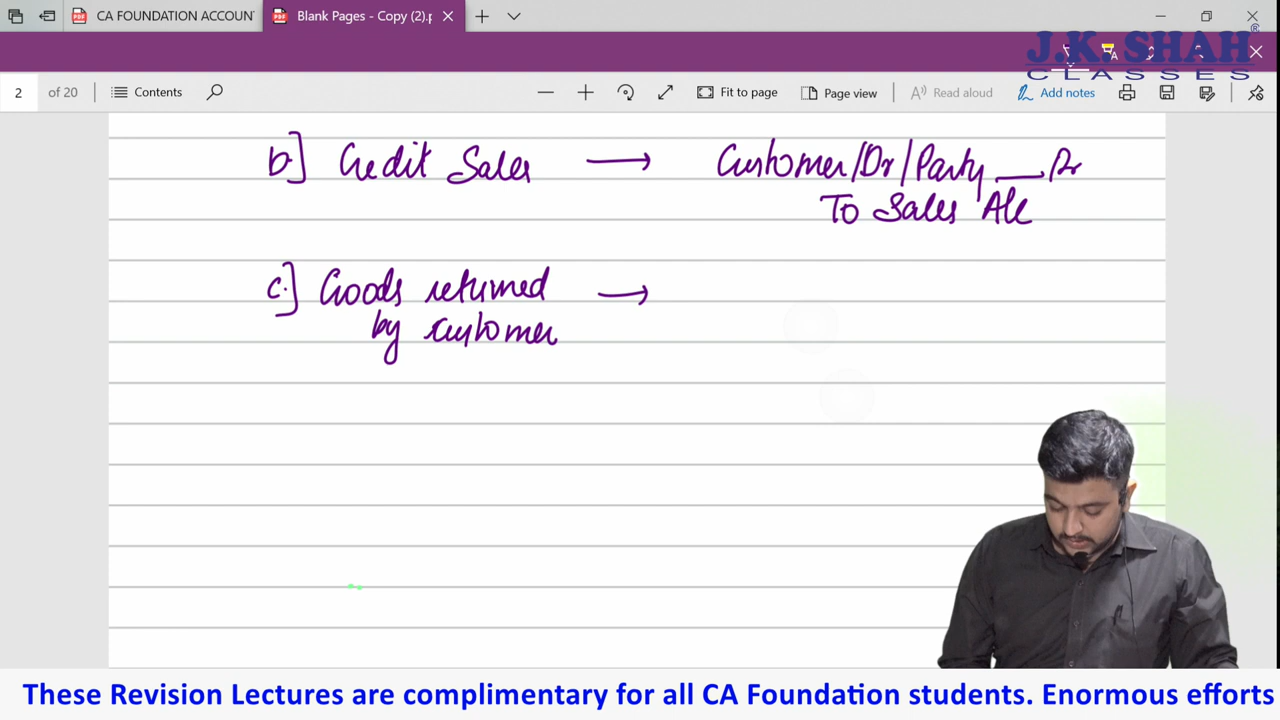 CA FOUNDATION ACCOUNT
Blank Pages - Copy (2).p
J.K. SHAH®
CLASSES
2 of 20 Contents Fit to page Page view Read aloud Add notes
b.] Credit Sales → Customer/Dr/Party __ Dr
To Sales A/c
c.] Goods returned →
by customer
These Revision Lectures are complimentary for all CA Foundation students. Enormous efforts